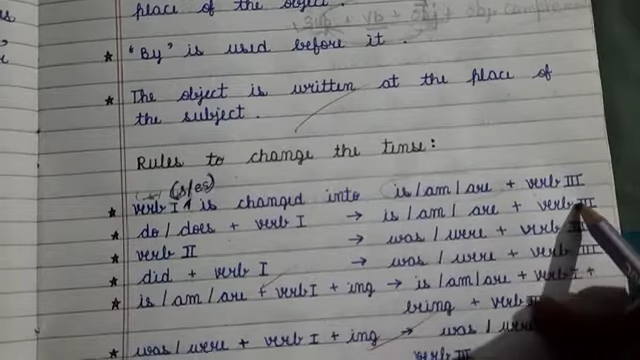 place of the object.
+ obj +
* "By" is used before it.
* The object is written at the place of
the subject.
Rules to change the tense:
(s/es)
* verb I is changed into is/am/are + verb III
* do/does + verb I → is/am/are + verb III
* verb II → was/were + verb
* did + verb I → was/were + verb III
* is/am/are + verb I + ing → is/am/are + verb I +
being + verb
* was/were + verb I + ing → was/were
verb III